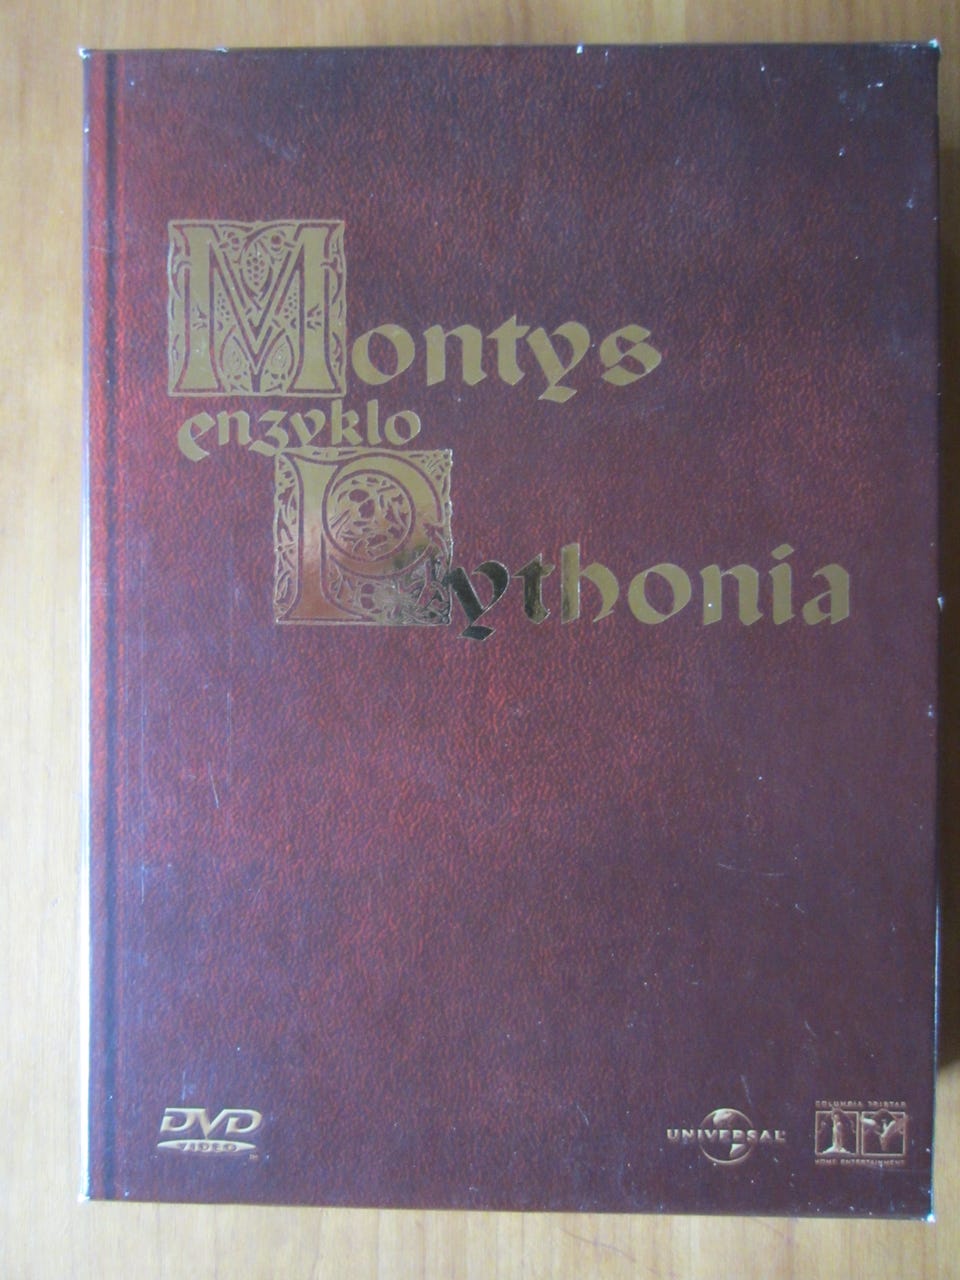 Montys
enzyklo
Pythonia
DVD
VIDEO
UNIVERSAL
COLUMBIA TRISTAR
HOME ENTERTAINMENT